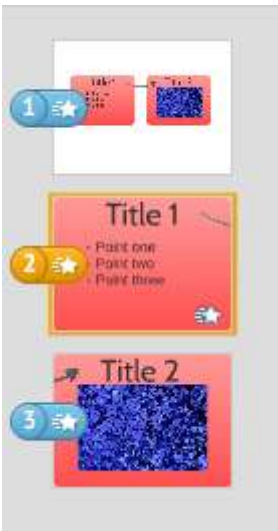 1
2
Title 1
- Point one
- Point two
- Point three
3
Title 2